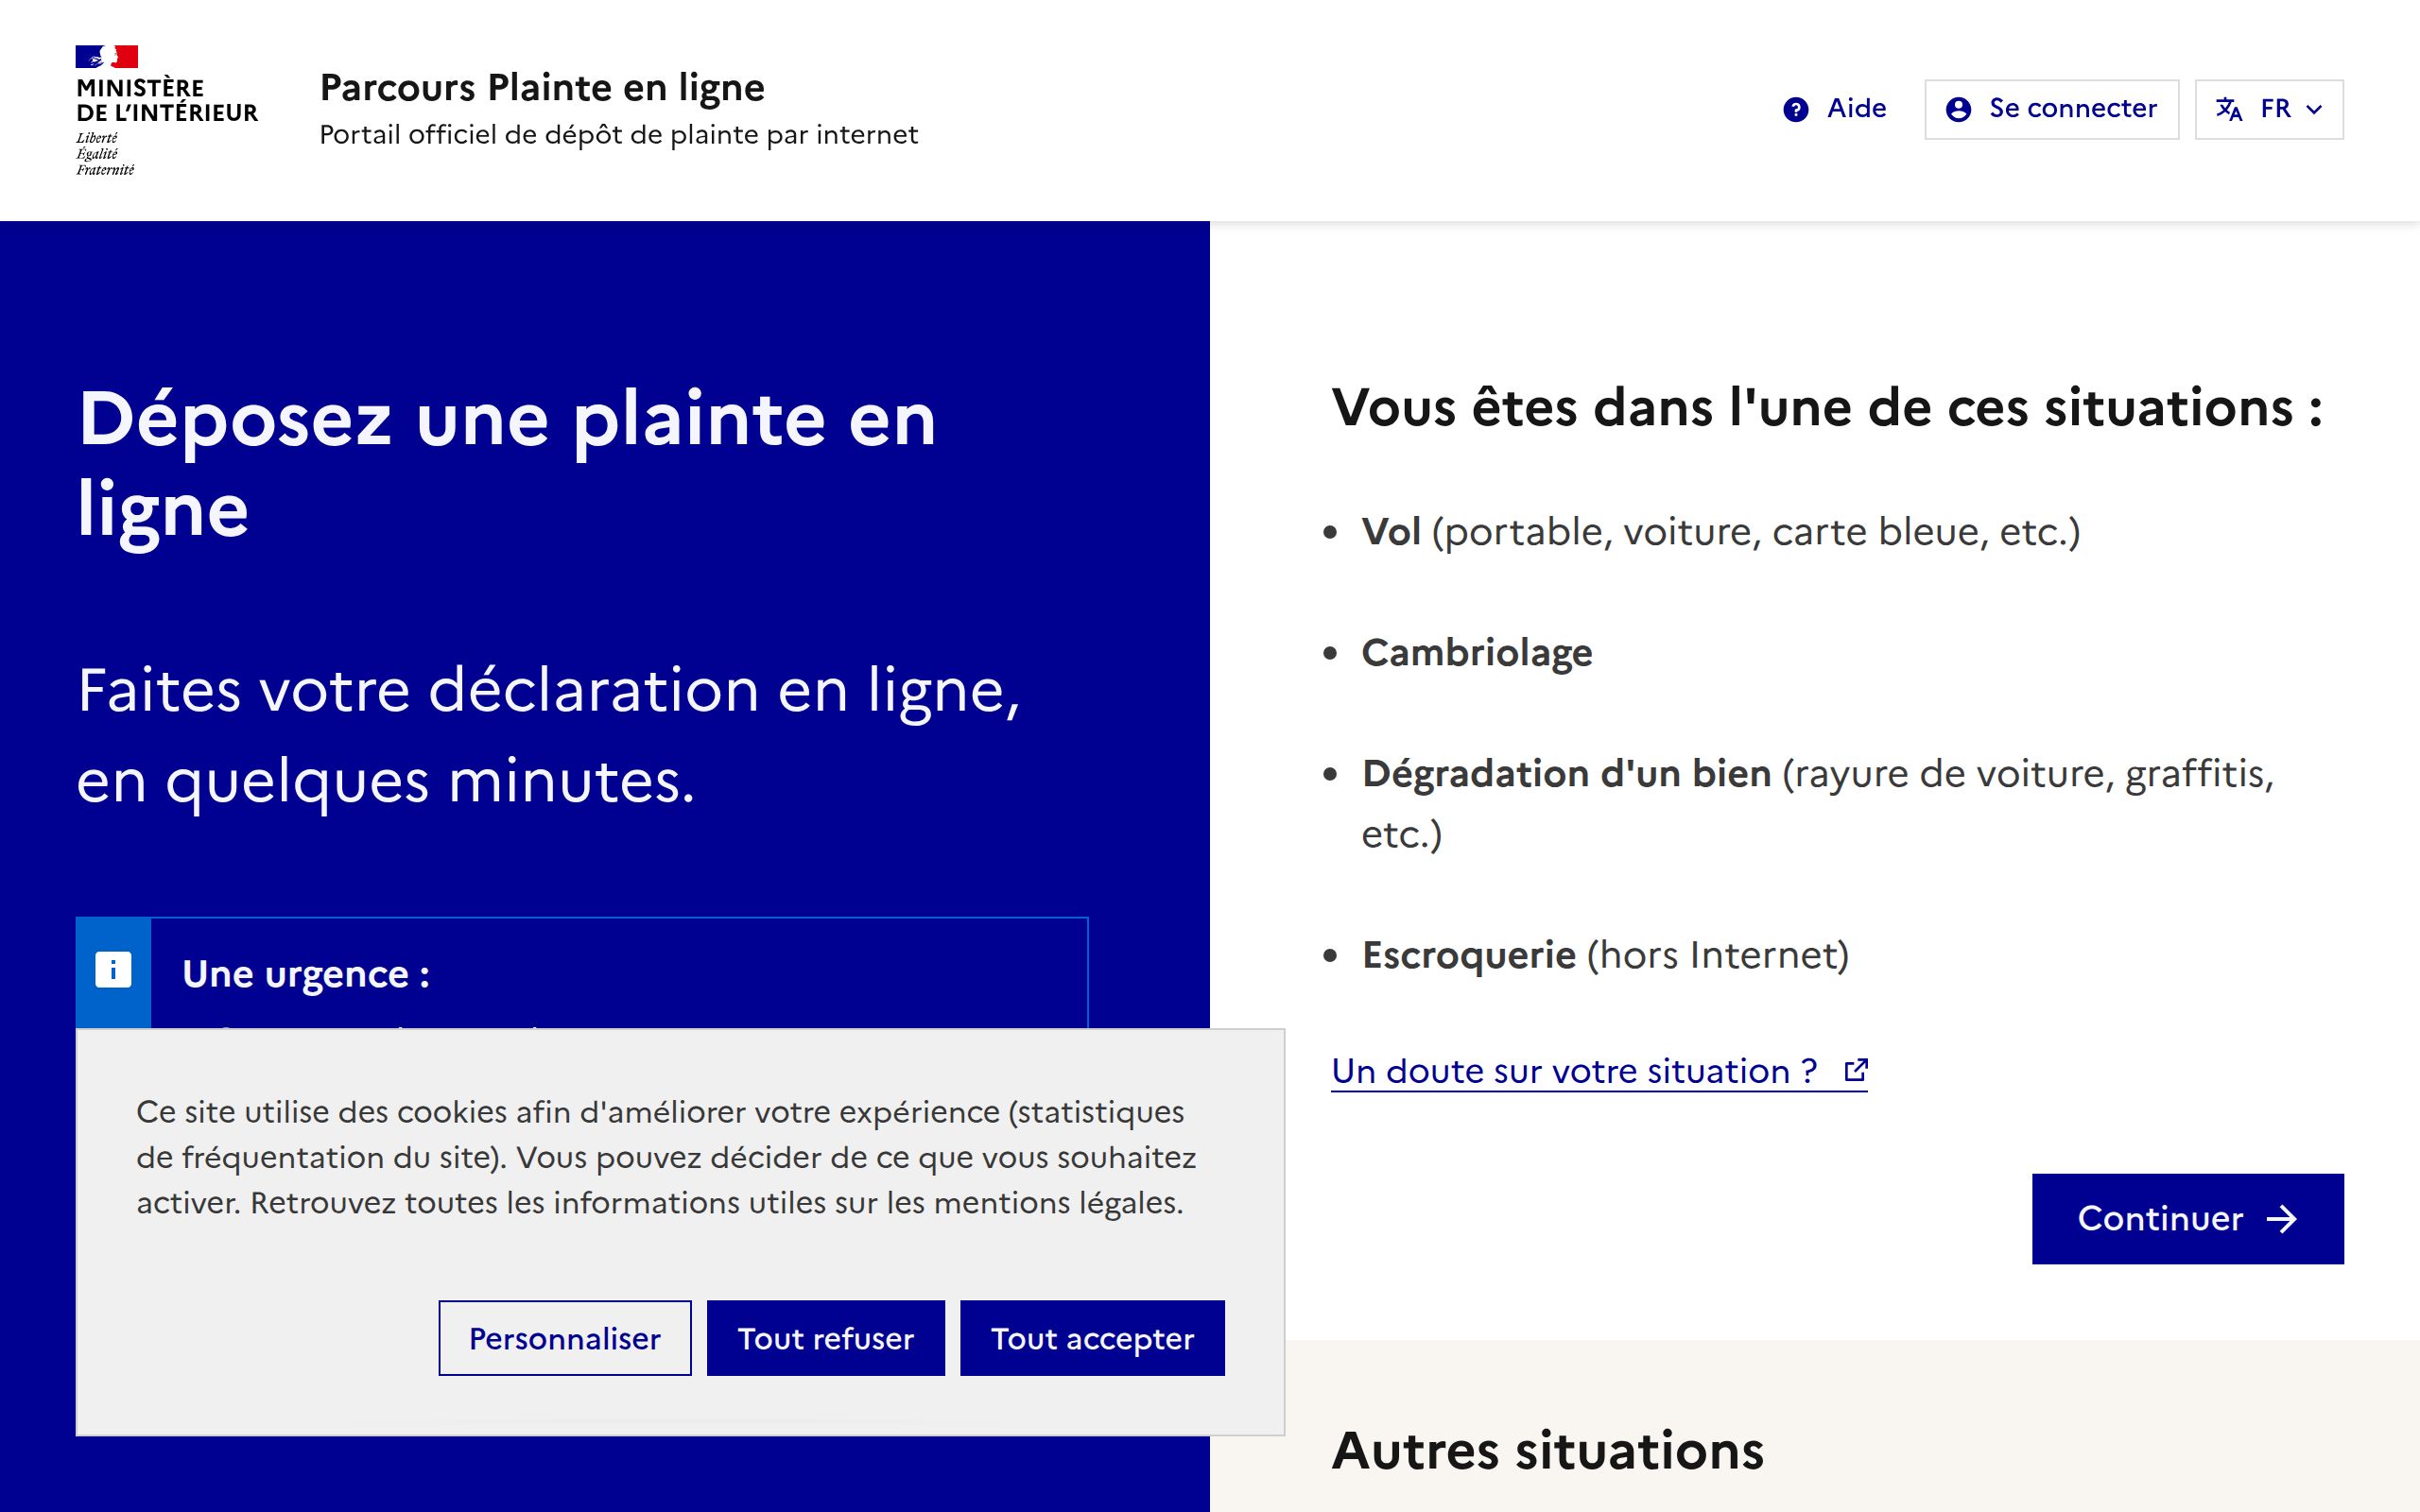 MINISTÈRE
DE L'INTÉRIEUR
Liberté
Égalité
Fraternité
Parcours Plainte en ligne
Portail officiel de dépôt de plainte par internet
Aide
Se connecter
FR
Déposez une plainte en
ligne
Faites votre déclaration en ligne,
en quelques minutes.
Une urgence :
Ce site utilise des cookies afin d'améliorer votre expérience (statistiques
de fréquentation du site). Vous pouvez décider de ce que vous souhaitez
activer. Retrouvez toutes les informations utiles sur les mentions légales.
Personnaliser
Tout refuser
Tout accepter
Vous êtes dans l'une de ces situations :
• Vol (portable, voiture, carte bleue, etc.)
• Cambriolage
• Dégradation d'un bien (rayure de voiture, graffitis,
etc.)
• Escroquerie (hors Internet)
Un doute sur votre situation ?
Continuer
Autres situations